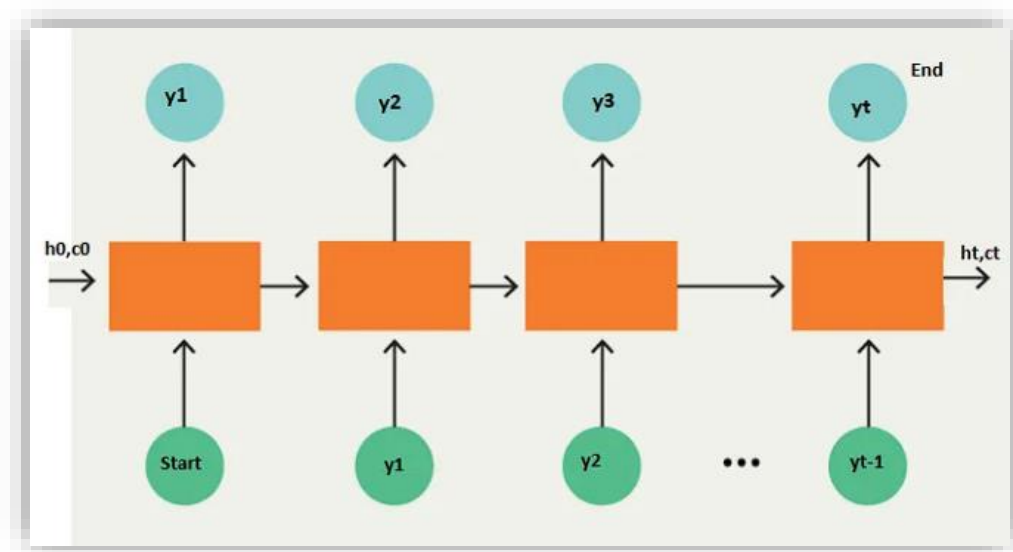 y1
y2
y3
yt
End
h0,c0
ht,ct
Start
y1
y2
...
yt-1